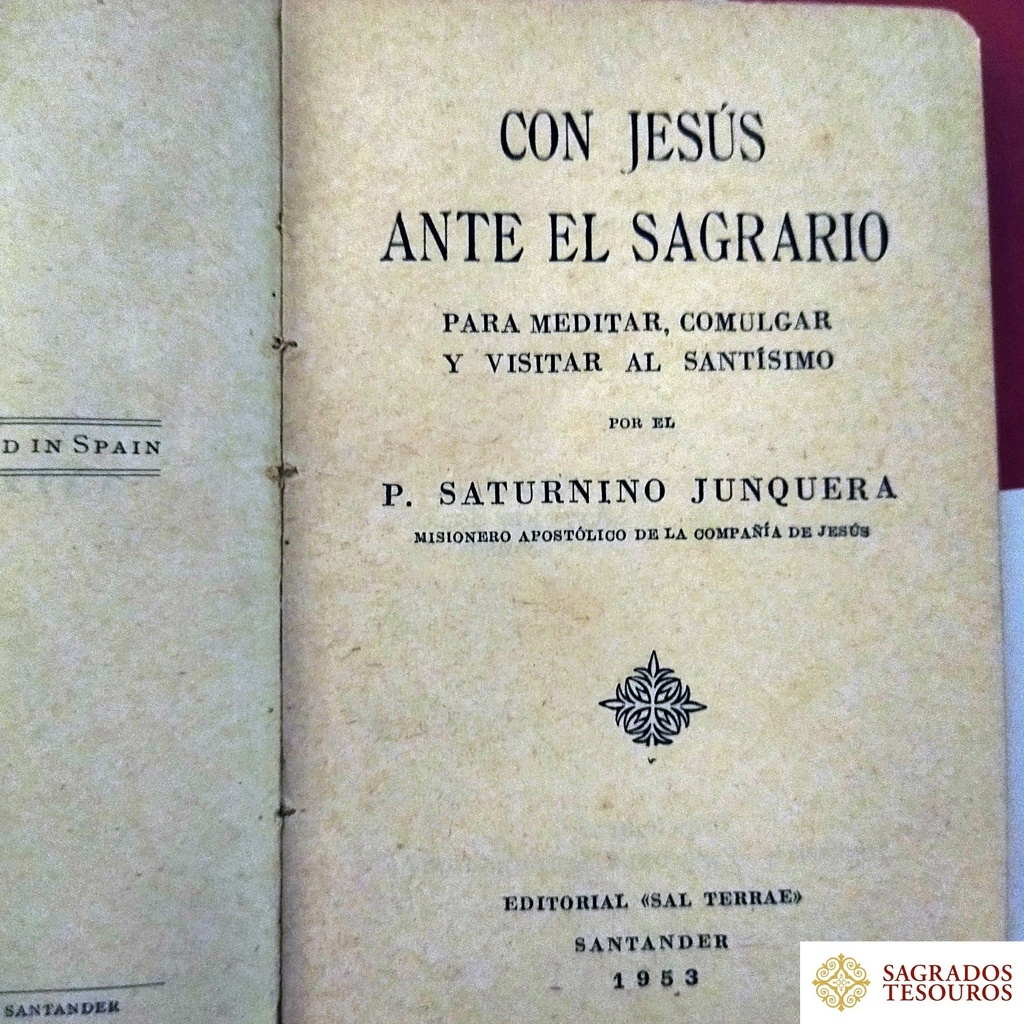 IN SPAIN
SANTANDER
CON JESÚS
ANTE EL SAGRARIO
PARA MEDITAR, COMULGAR
Y VISITAR AL SANTÍSIMO
POR EL
P. SATURNINO JUNQUERA
MISIONERO APOSTÓLICO DE LA COMPAÑÍA DE JESÚS
EDITORIAL «SAL TERRAE»
SANTANDER
1953
SAGRADOS
TESOUROS